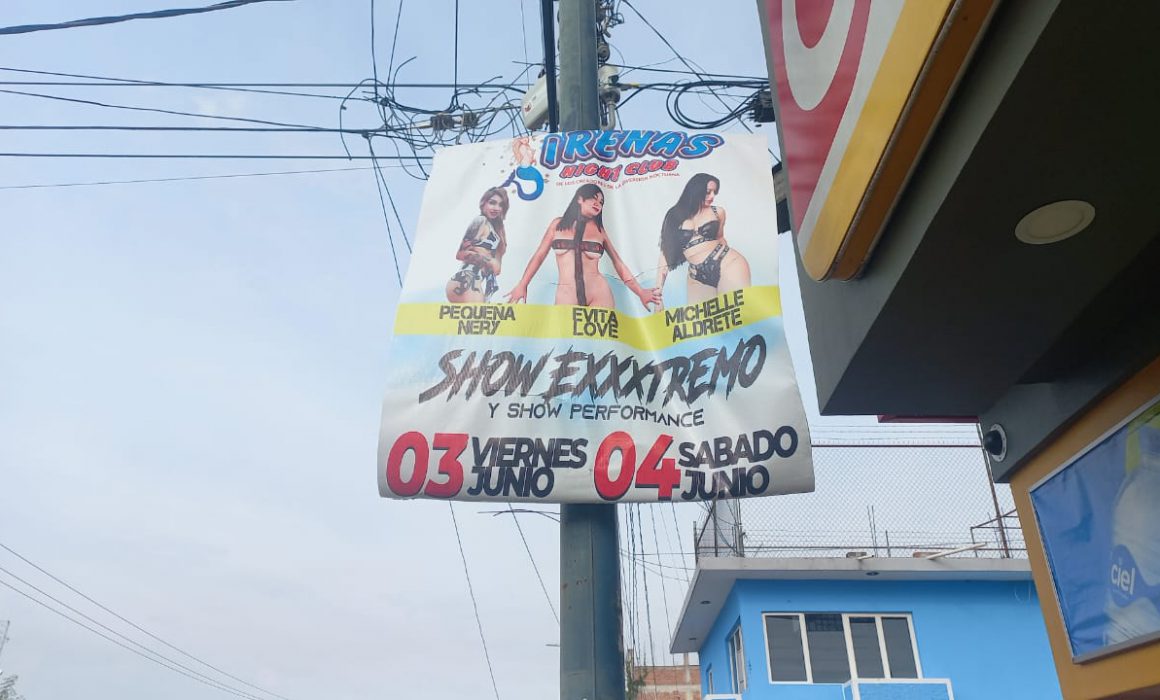 SIRENAS
NIGHT CLUB
PEQUEÑA
NERY
EVITA
LOVE
MICHELLE
ALDRETE
SHOW EXXXTREMO
Y SHOW PERFORMANCE
03 VIERNES
JUNIO
04 SABADO
JUNIO
ciel